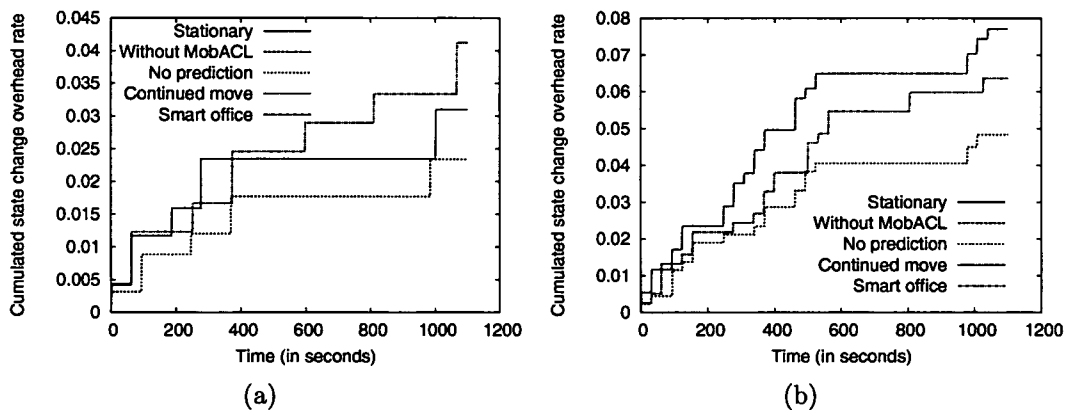 Cumulated state change overhead rate
0.045
0.04
0.035
0.03
0.025
0.02
0.015
0.01
0.005
0
Stationary
Without MobACL
No prediction
Continued move
Smart office
0 200 400 600 800 1000 1200
Time (in seconds)
(a)
Cumulated state change overhead rate
0.08
0.07
0.06
0.05
0.04
0.03
0.02
0.01
0
Stationary
Without MobACL
No prediction
Continued move
Smart office
0 200 400 600 800 1000 1200
Time (in seconds)
(b)